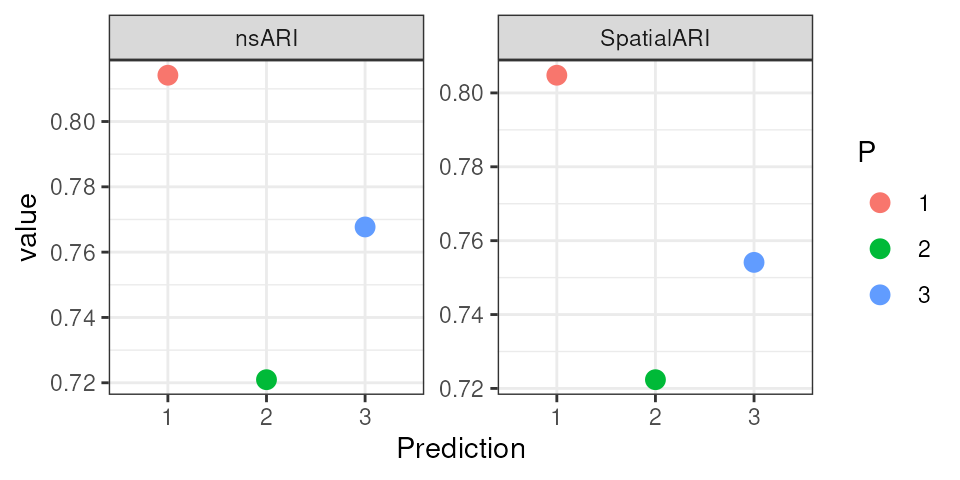 nsARI
SpatialARI
value
0.80
0.78
0.76
0.74
0.72
0.80
0.78
0.76
0.74
0.72
1 2 3
1 2 3
Prediction
P
1
2
3